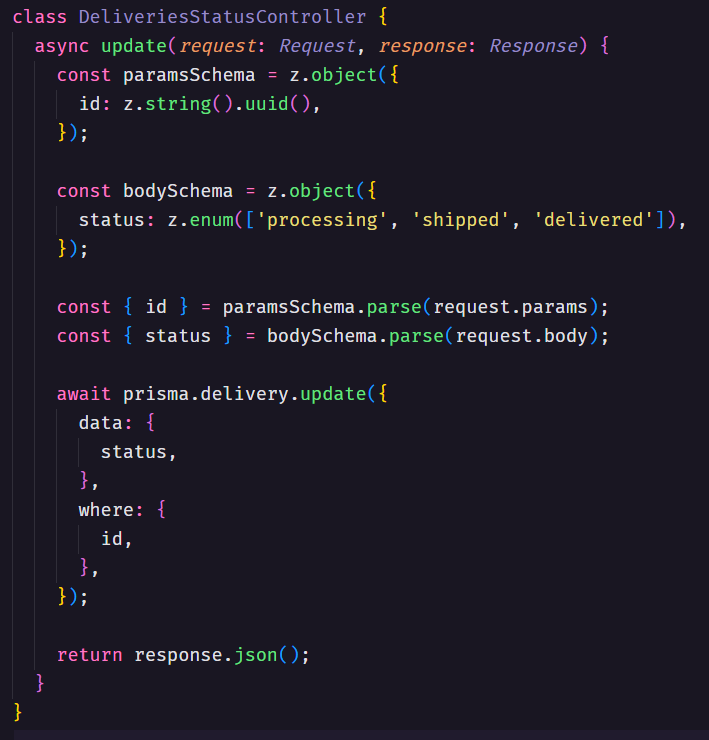 class DeliveriesStatusController {
  async update(request: Request, response: Response) {
    const paramsSchema = z.object({
      id: z.string().uuid(),
    });

    const bodySchema = z.object({
      status: z.enum(['processing', 'shipped', 'delivered']),
    });

    const { id } = paramsSchema.parse(request.params);
    const { status } = bodySchema.parse(request.body);

    await prisma.delivery.update({
      data: {
        status,
      },
      where: {
        id,
      },
    });

    return response.json();
  }
}